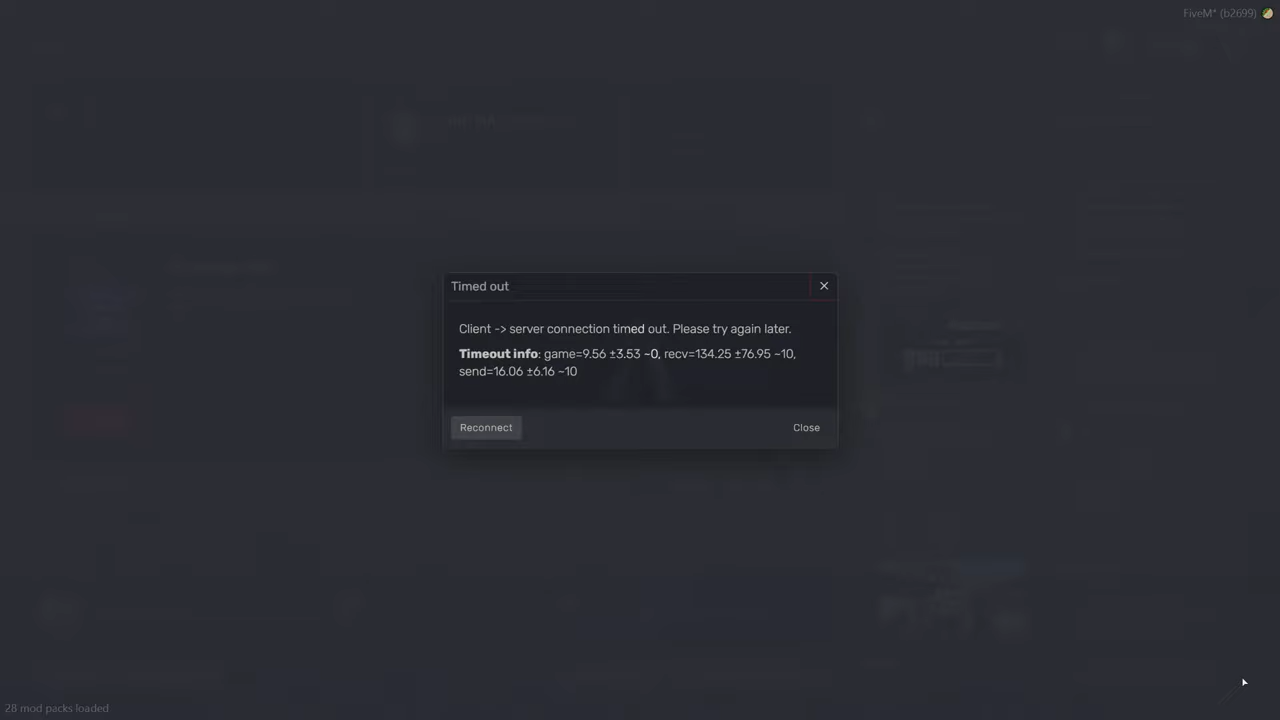 FiveM* (b2699)
Timed out
Client -> server connection timed out. Please try again later.
Timeout info: game=9.56 ±3.53 ~0, recv=134.25 ±76.95 ~10,
send=16.06 ±6.16 ~10
Reconnect
Close
28 mod packs loaded